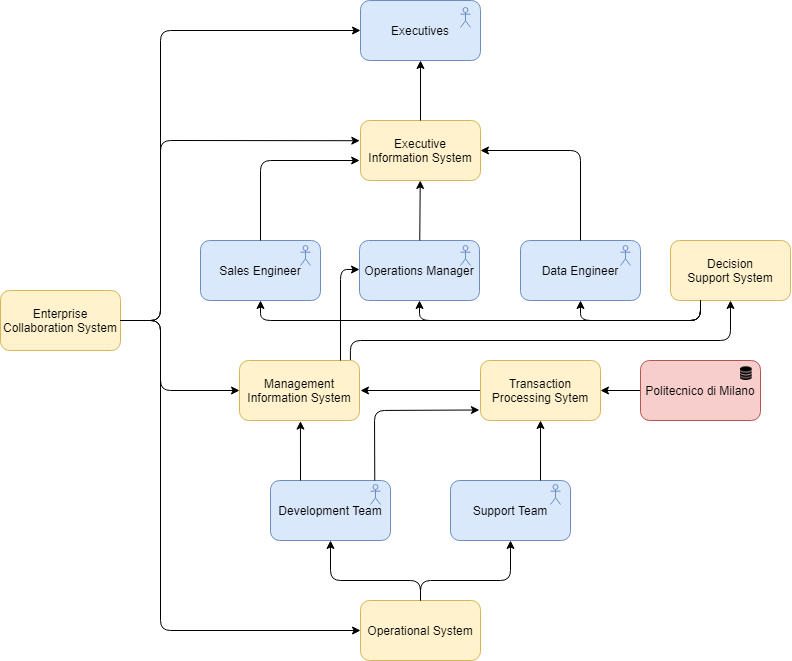 Executives
Executive
Information System
Sales Engineer
Operations Manager
Data Engineer
Decision
Support System
Enterprise
Collaboration System
Management
Information System
Transaction
Processing Sytem
Politecnico di Milano
Development Team
Support Team
Operational System